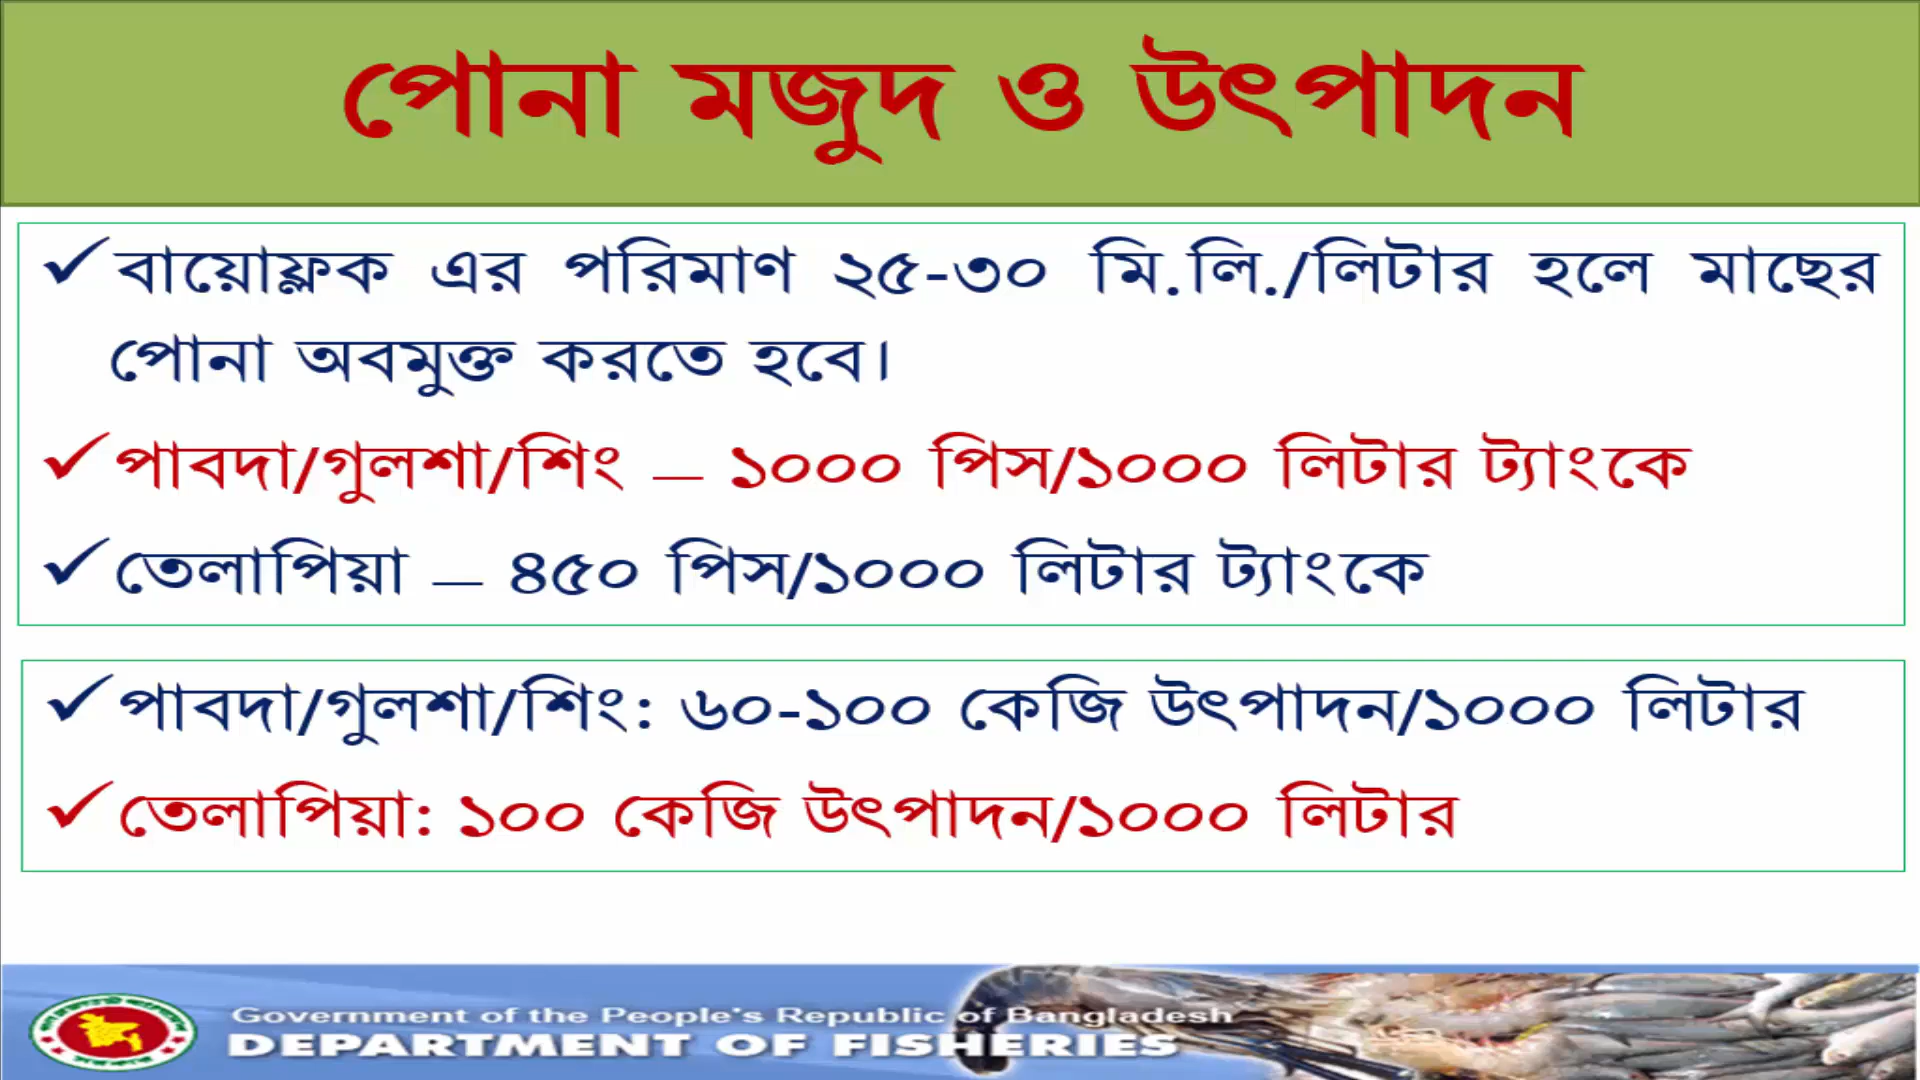 পোনা মজুদ ও উৎপাদন
✓ বায়োফ্লক এর পরিমাণ ২৫-৩০ মি.লি./লিটার হলে মাছের
পোনা অবমুক্ত করতে হবে।
✓ পাবদা/গুলশা/শিং – ১০০০ পিস/১০০০ লিটার ট্যাংকে
✓ তেলাপিয়া – ৪৫০ পিস/১০০০ লিটার ট্যাংকে
✓ পাবদা/গুলশা/শিং: ৬০-১০০ কেজি উৎপাদন/১০০০ লিটার
✓ তেলাপিয়া: ১০০ কেজি উৎপাদন/১০০০ লিটার
Government of the People's Republic of Bangladesh
DEPARTMENT OF FISHERIES